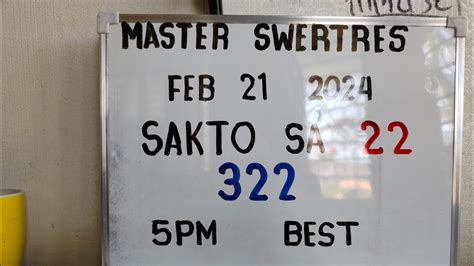 MASTER SWERTRES
FEB 21 2024
SAKTO SA 22
322
5PM BEST